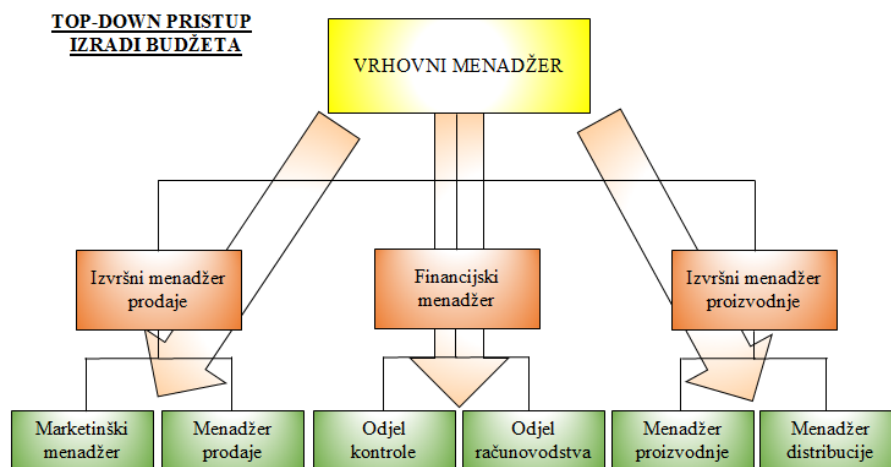 TOP-DOWN PRISTUP
IZRADI BUDŽETA
VRHOVNI MENADŽER
Izvršni menadžer
prodaje
Financijski
menadžer
Izvršni menadžer
proizvodnje
Marketinški
menadžer
Menadžer
prodaje
Odjel
kontrole
Odjel
računovodstva
Menadžer
proizvodnje
Menadžer
distribucije